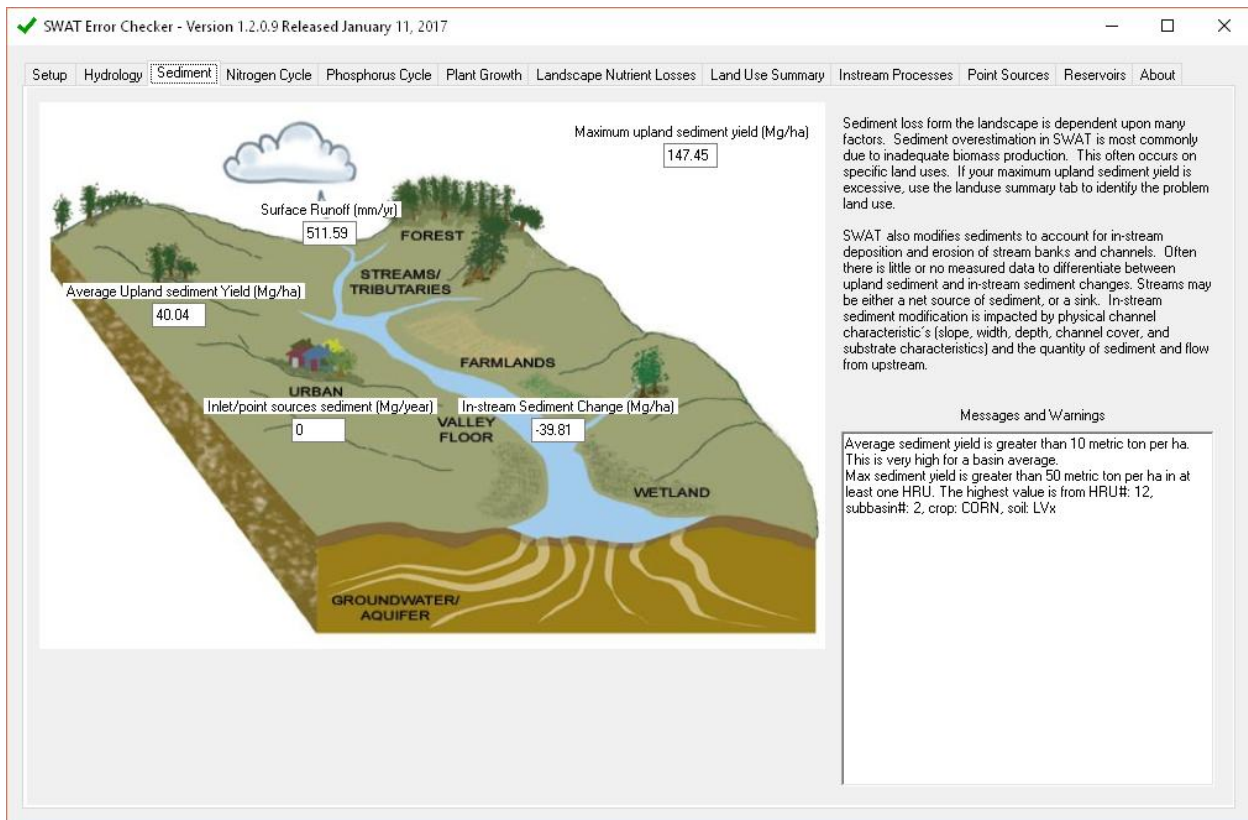 SWAT Error Checker - Version 1.2.0.9 Released January 11, 2017
Setup Hydrology Sediment Nitrogen Cycle Phosphorus Cycle Plant Growth Landscape Nutrient Losses Land Use Summary Instream Processes Point Sources Reservoirs About
Maximum upland sediment yield (Mg/ha)
147.45
Surface Runoff (mm/yr)
511.59
FOREST
STREAMS/
TRIBUTARIES
Average Upland sediment Yield (Mg/ha)
40.04
FARMLANDS
URBAN
Inlet/point sources sediment (Mg/year)
0
In-stream Sediment Change (Mg/ha)
-39.81
VALLEY
FLOOR
WETLAND
GROUNDWATER/
AQUIFER
Sediment loss form the landscape is dependent upon many
factors. Sediment overestimation in SWAT is most commonly
due to inadequate biomass production. This often occurs on
specific land uses. If your maximum upland sediment yield is
excessive, use the landuse summary tab to identify the problem
land use.
SWAT also modifies sediments to account for in-stream
deposition and erosion of stream banks and channels. Often
there is little or no measured data to differentiate between
upland sediment and in-stream sediment changes. Streams may
be either a net source of sediment, or a sink. In-stream
sediment modification is impacted by physical channel
characteristic´s (slope, width, depth, channel cover, and
substrate characteristics) and the quantity of sediment and flow
from upstream.
Messages and Warnings
Average sediment yield is greater than 10 metric ton per ha.
This is very high for a basin average.
Max sediment yield is greater than 50 metric ton per ha in at
least one HRU. The highest value is from HRU#: 12,
subbasin#: 2, crop: CORN, soil: LVx